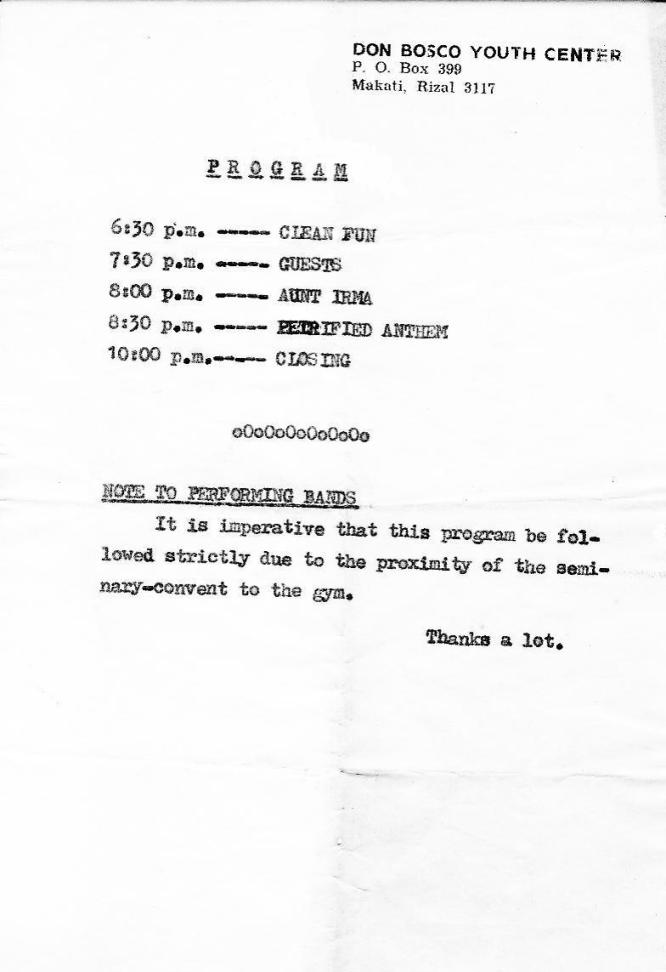 DON BOSCO YOUTH CENTER
P. O. Box 399
Makati, Rizal 3117
P R O G R A M
6:30 p.m. ----- CLEAN FUN
7:30 p.m. ----- GUESTS
8:00 p.m. ----- AUNT IRMA
8:30 p.m. ----- PETRIFIED ANTHEM
10:00 p.m.----- CLOSING
oOoOoOoOoOoOo
NOTE TO PERFORMING BANDS
It is imperative that this program be fol-
lowed strictly due to the proximity of the semi-
nary-convent to the gym.
Thanks a lot.